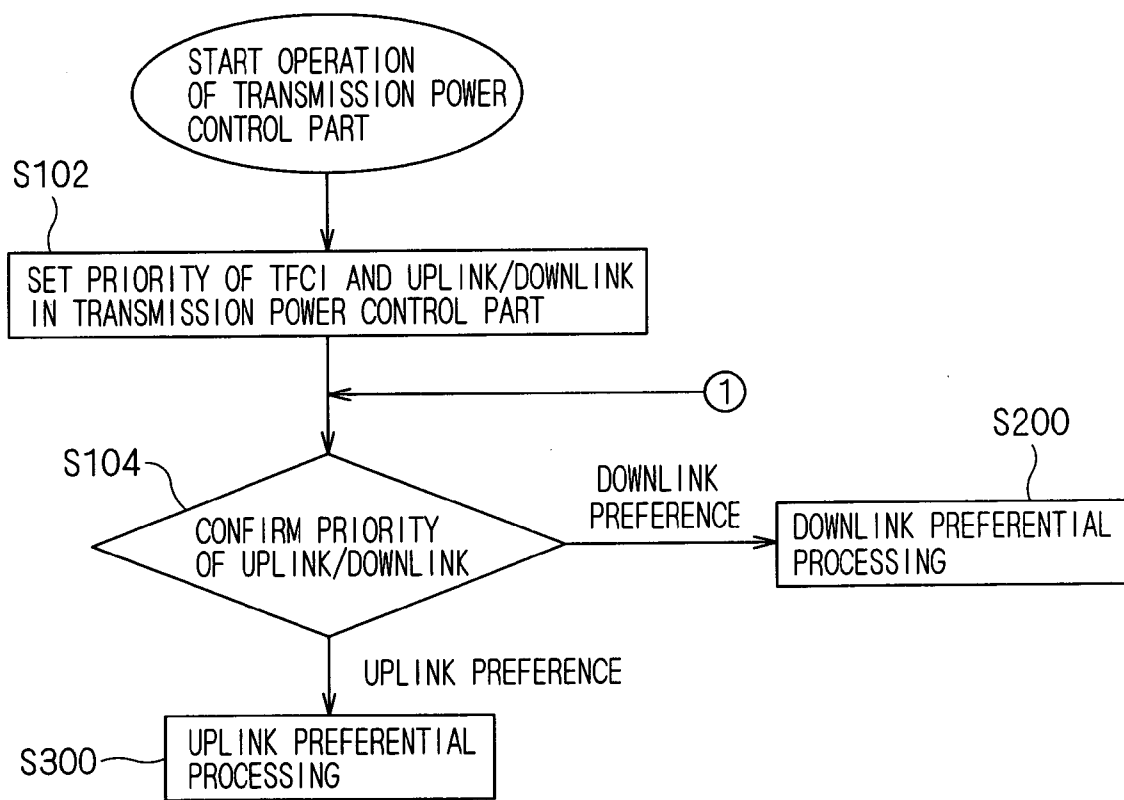 START OPERATION
OF TRANSMISSION POWER
CONTROL PART
S102
SET PRIORITY OF TFCI AND UPLINK/DOWNLINK
IN TRANSMISSION POWER CONTROL PART
1
S200
S104
DOWNLINK
PREFERENCE
CONFIRM PRIORITY
OF UPLINK/DOWNLINK
DOWNLINK PREFERENTIAL
PROCESSING
UPLINK PREFERENCE
S300
UPLINK PREFERENTIAL
PROCESSING